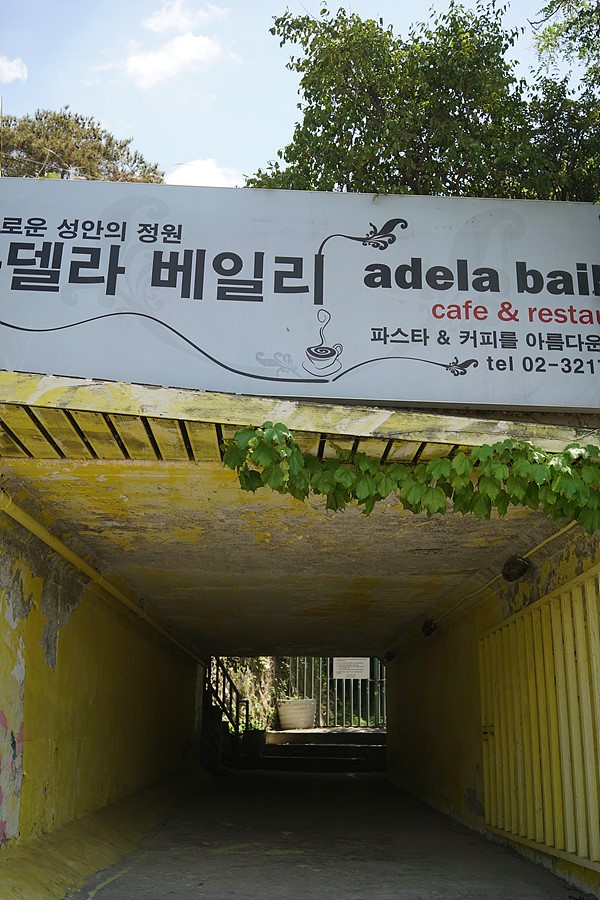 로운 성안의 정원
델라 베일리
adela bail
cafe & restau
파스타 & 커피를 아름다운
tel 02-321